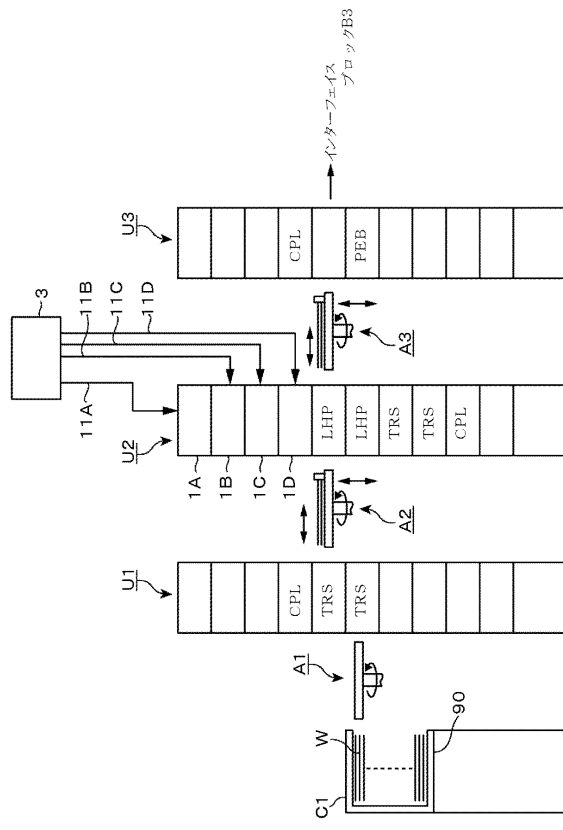 3
11A
11B
11C
11D
U1
U2
U3
1A
1B
1C
1D
CPL
TRS
TRS
LHP
LHP
TRS
TRS
CPL
CPL
PEB
インターフェイス
ブロックB3
A1
A2
A3
C1
W
90